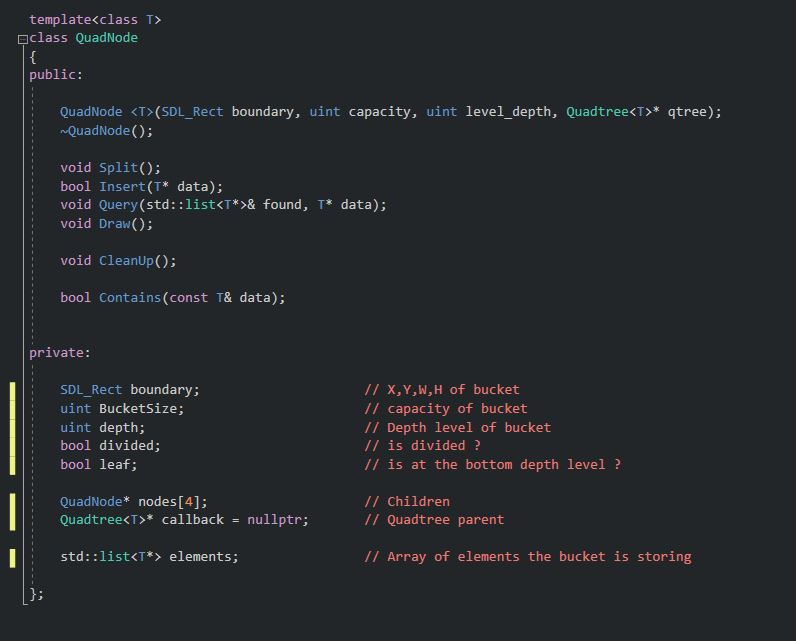 template<class T>
class QuadNode
{
public:
QuadNode <T>(SDL_Rect boundary, uint capacity, uint level_depth, Quadtree<T>* qtree);
~QuadNode();
void Split();
bool Insert(T* data);
void Query(std::list<T*>& found, T* data);
void Draw();
void CleanUp();
bool Contains(const T& data);
private:
SDL_Rect boundary; // X,Y,W,H of bucket
uint BucketSize; // capacity of bucket
uint depth; // Depth level of bucket
bool divided; // is divided ?
bool leaf; // is at the bottom depth level ?
QuadNode* nodes[4]; // Children
Quadtree<T>* callback = nullptr; // Quadtree parent
std::list<T*> elements; // Array of elements the bucket is storing
};